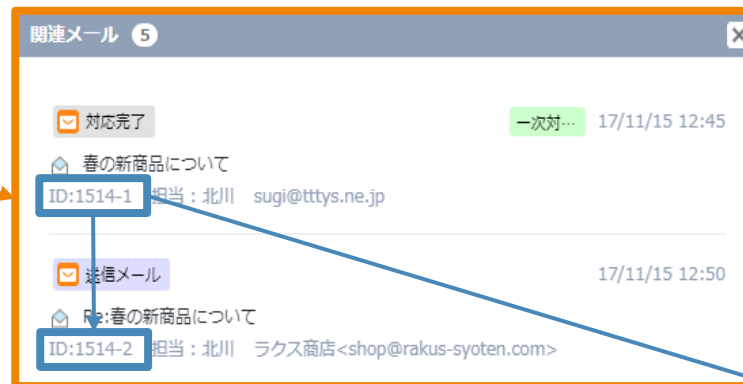 関連メール 5
対応完了 一次対… 17/11/15 12:45
春の新商品について
ID:1514-1 担当：北川 sugi@tttys.ne.jp
送信メール 17/11/15 12:50
Re:春の新商品について
ID:1514-2 担当：北川 ラクス商店<shop@rakus-syoten.com>